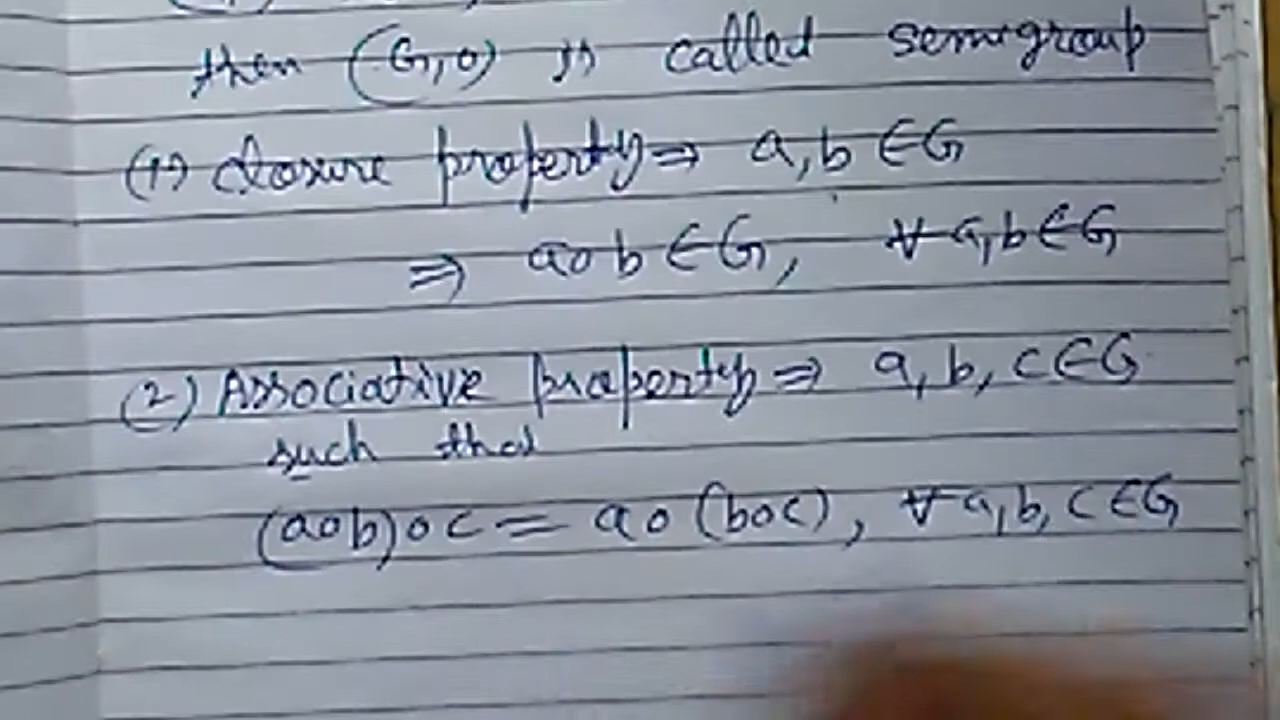 then (G,o) is called semigroup
(1) closure property ⇒ a, b ∈ G
⇒ aob ∈ G, ∀ a, b ∈ G
(2) Associative property ⇒ a, b, c ∈ G
such that
(aob)oc = ao(boc), ∀ a, b, c ∈ G